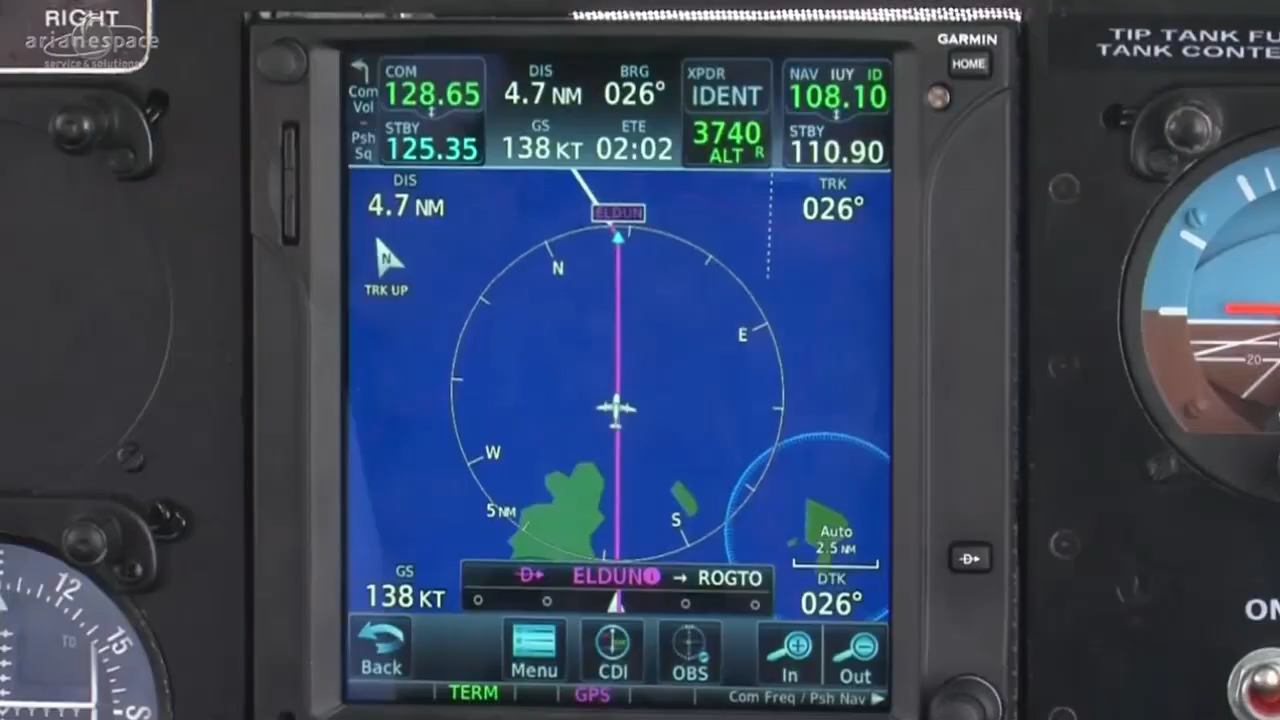 RIGHT
arianespace
service & solutions
GARMIN
HOME
TIP TANK FU
TANK CONTE
Com
Vol
Psh
Sq
COM
128.65
STBY
125.35
DIS
4.7 NM
BRG
026°
GS
138 KT
ETE
02:02
XPDR
IDENT
3740
ALT R
NAV IUY ID
108.10
STBY
110.90
DIS
4.7 NM
TRK
026°
N
TRK UP
ELDUN
N
E
W
S
5 NM
Auto
2.5 NM
GS
138 KT
DTK
026°
D
ELDUN → ROGTO
Back
Menu
CDI
OBS
In
Out
TERM
GPS
Com Freq / Psh Nav
D
20
12
15
TO
S
ON